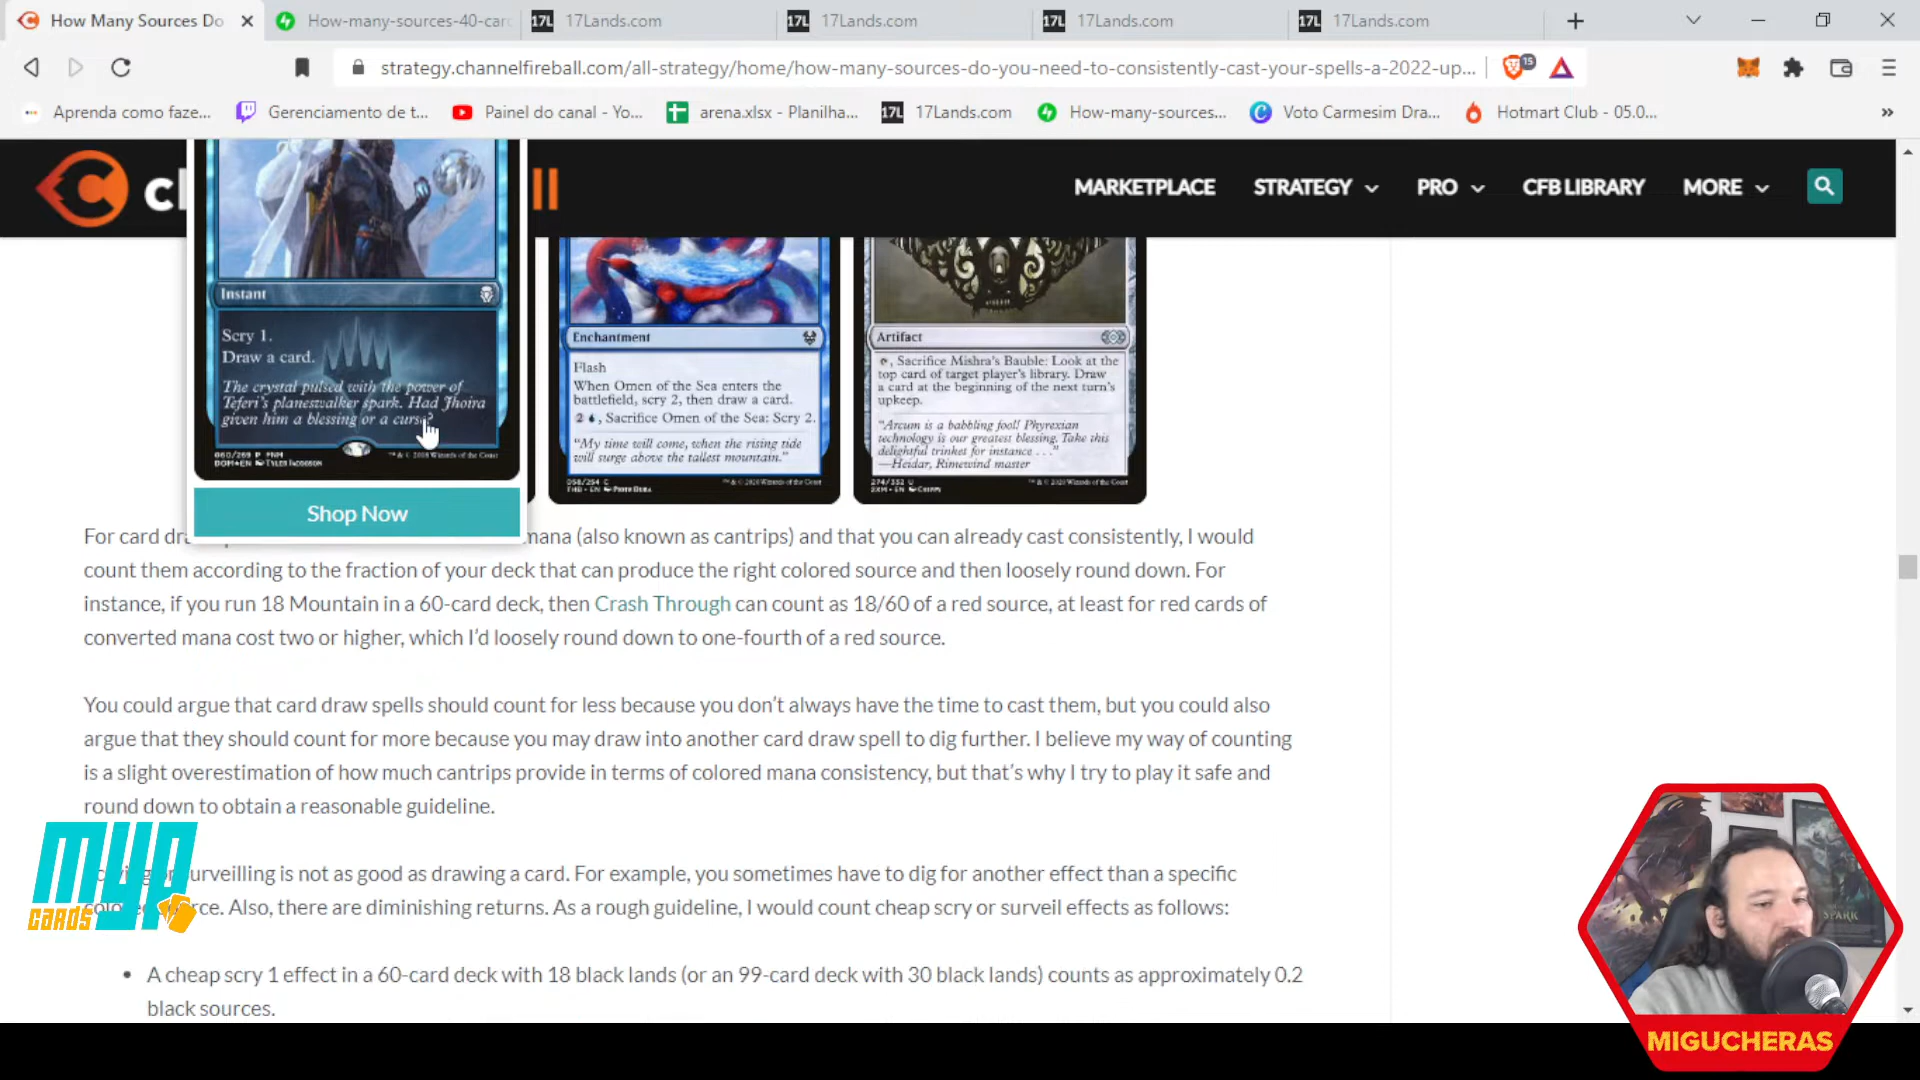 How Many Sources Do
How-many-sources-40-car
17L 17Lands.com
17L 17Lands.com
17L 17Lands.com
17L 17Lands.com
strategy.channelfireball.com/all-strategy/home/how-many-sources-do-you-need-to-consistently-cast-your-spells-a-2022-up...
15
Aprenda como faze...
Gerenciamento de t...
Painel do canal - Yo...
arena.xlsx - Planilha...
17L 17Lands.com
How-many-sources...
Voto Carmesim Dra...
Hotmart Club - 05.0...
MARKETPLACE
STRATEGY
PRO
CFB LIBRARY
MORE
Instant
Scry 1.
Draw a card.
The crystal pulsed with the power of
Teferi's planeswalker spark. Had Jhoira
given him a blessing or a curse?
Shop Now
Enchantment
Flash
When Omen of the Sea enters the
battlefield, scry 2, then draw a card.
2, Sacrifice Omen of the Sea: Scry 2.
"My time will come, when the rising tide
will surge above the tallest mountain."
Artifact
, Sacrifice Mishra's Bauble: Look at the
top card of target player's library. Draw
a card at the beginning of the next turn's
upkeep.
"Arcum is a babbling fool! Phyrexian
technology is our greatest blessing. Take this
delightful trinket for instance . . ."
—Heidar, Rimewind master
For card mana (also known as cantrips) and that you can already cast consistently, I would
count them according to the fraction of your deck that can produce the right colored source and then loosely round down. For
instance, if you run 18 Mountain in a 60-card deck, then Crash Through can count as 18/60 of a red source, at least for red cards of
converted mana cost two or higher, which I'd loosely round down to one-fourth of a red source.
You could argue that card draw spells should count for less because you don't always have the time to cast them, but you could also
argue that they should count for more because you may draw into another card draw spell to dig further. I believe my way of counting
is a slight overestimation of how much cantrips provide in terms of colored mana consistency, but that's why I try to play it safe and
round down to obtain a reasonable guideline.
urveilling is not as good as drawing a card. For example, you sometimes have to dig for another effect than a specific
rce. Also, there are diminishing returns. As a rough guideline, I would count cheap scry or surveil effects as follows:
• A cheap scry 1 effect in a 60-card deck with 18 black lands (or an 99-card deck with 30 black lands) counts as approximately 0.2
black sources.
myp
cards
SPARK
MIGUCHERAS